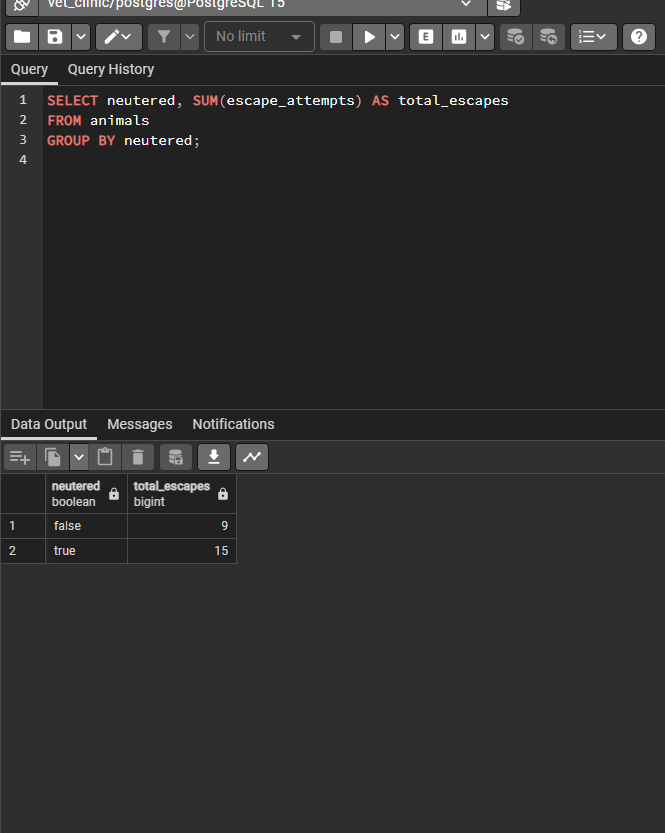 vet_clinic/postgres@PostgreSQL 15
No limit
E
Query Query History
1 SELECT neutered, SUM(escape_attempts) AS total_escapes
2 FROM animals
3 GROUP BY neutered;
4
Data Output Messages Notifications
neutered total_escapes
boolean bigint
1 false 9
2 true 15